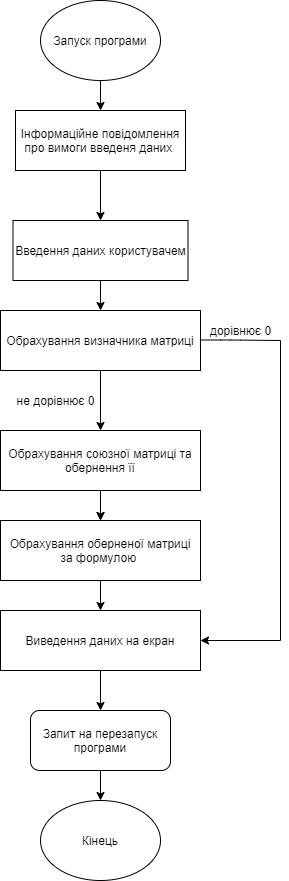 Запуск програми
Інформаційне повідомлення
про вимоги введеня даних
Введення даних користувачем
Обрахування визначника матриці
дорівнює 0
не дорівнює 0
Обрахування союзної матриці та
обернення її
Обрахування оберненої матриці
за формулою
Виведення даних на екран
Запит на перезапуск
програми
Кінець